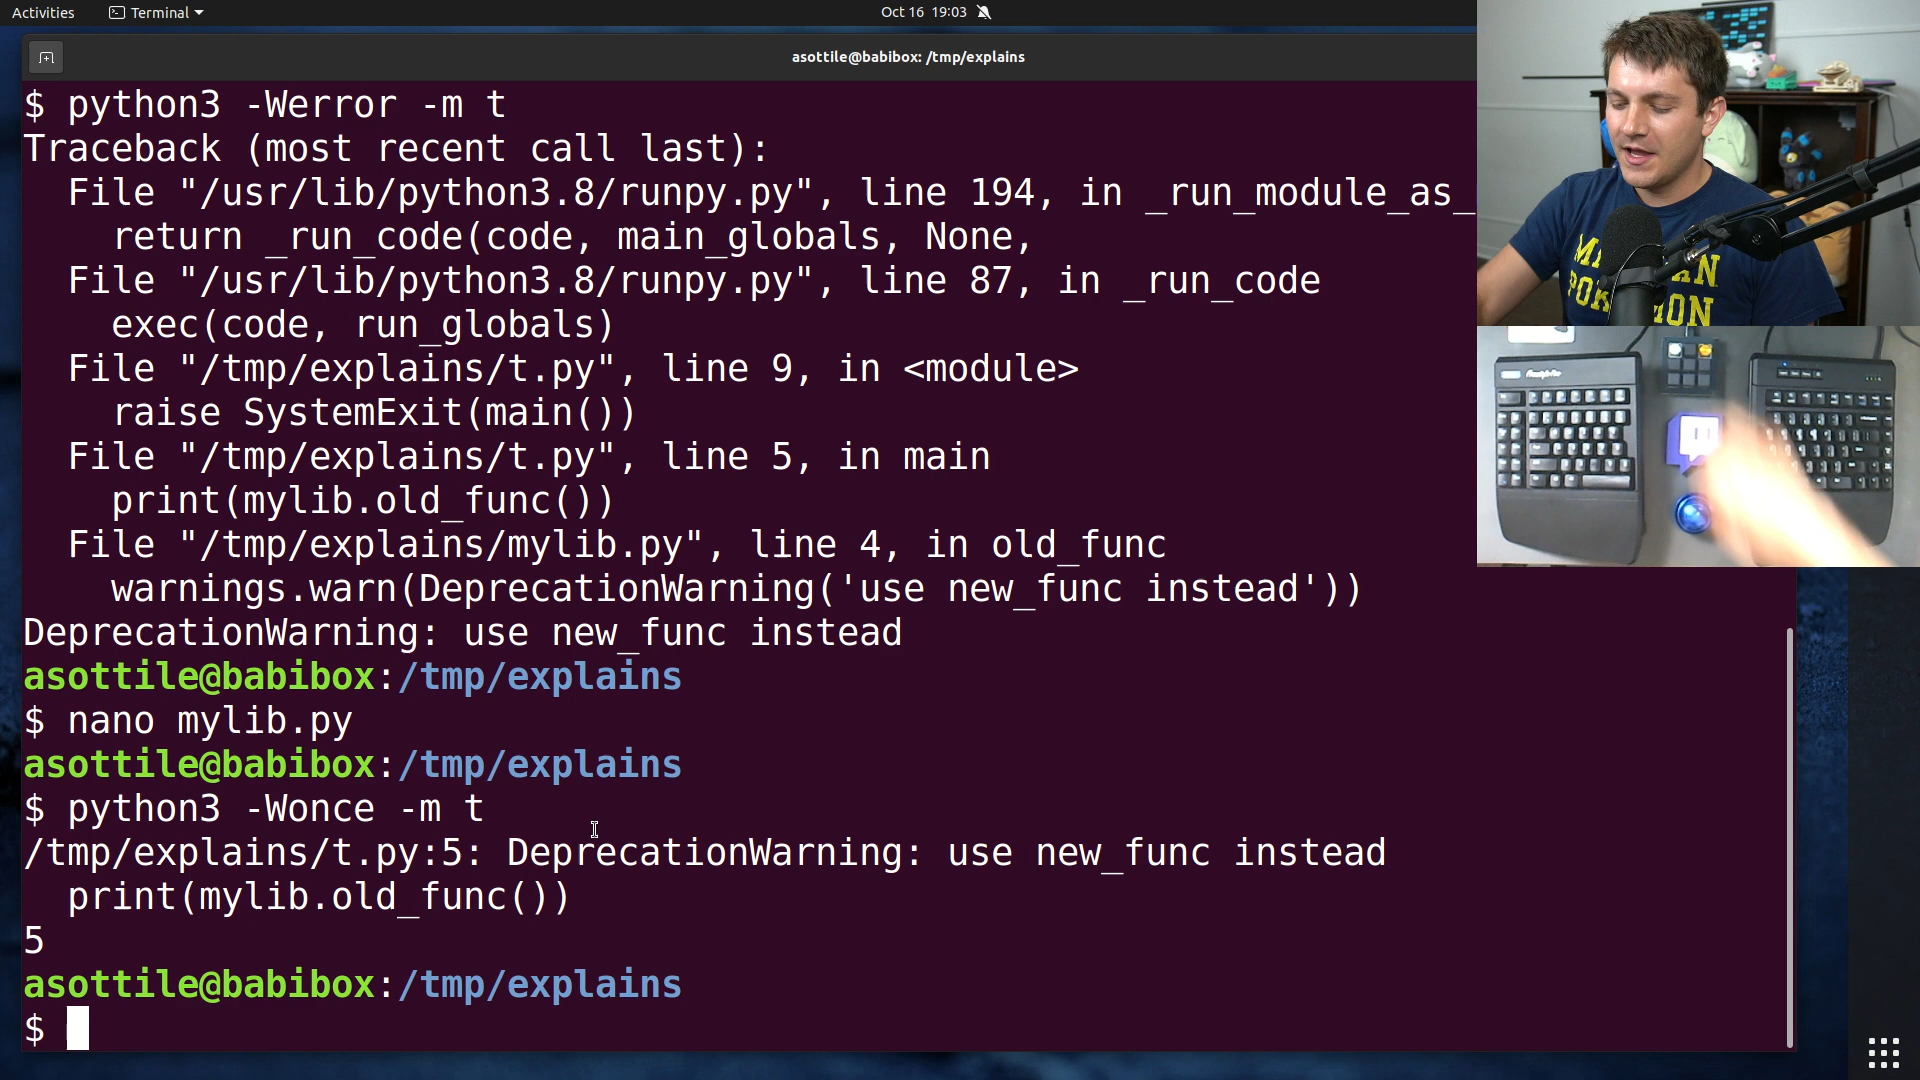 Activities
Terminal
Oct 16 19:03
asottile@babibox: /tmp/explains
$ python3 -Werror -m t
Traceback (most recent call last):
  File "/usr/lib/python3.8/runpy.py", line 194, in _run_module_as_
    return _run_code(code, main_globals, None,
  File "/usr/lib/python3.8/runpy.py", line 87, in _run_code
    exec(code, run_globals)
  File "/tmp/explains/t.py", line 9, in <module>
    raise SystemExit(main())
  File "/tmp/explains/t.py", line 5, in main
    print(mylib.old_func())
  File "/tmp/explains/mylib.py", line 4, in old_func
    warnings.warn(DeprecationWarning('use new_func instead'))
DeprecationWarning: use new_func instead
asottile@babibox:/tmp/explains
$ nano mylib.py
asottile@babibox:/tmp/explains
$ python3 -Wonce -m t
/tmp/explains/t.py:5: DeprecationWarning: use new_func instead
  print(mylib.old_func())
5
asottile@babibox:/tmp/explains
$